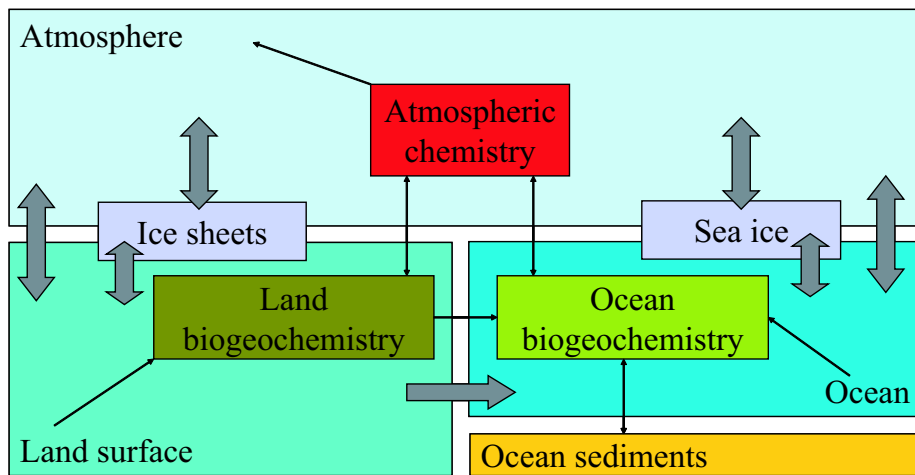 Atmosphere
Atmospheric
chemistry
Ice sheets
Sea ice
Land
biogeochemistry
Ocean
biogeochemistry
Ocean
Land surface
Ocean sediments